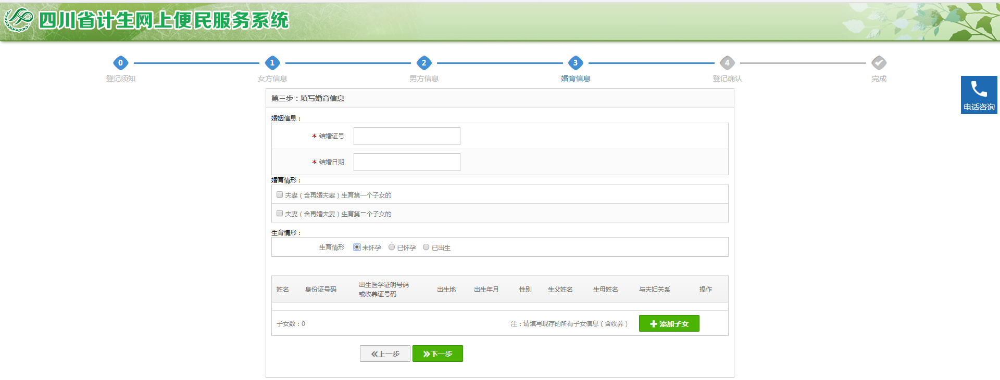 四川省计生网上便民服务系统
0 1 2 3 4
登记须知 女方信息 男方信息 婚育信息 登记确认 完成
电话咨询
第三步：填写婚育信息
婚姻信息：
* 结婚证号
* 结婚日期
婚育情形：
夫妻（含再婚夫妻）生育第一个子女的
夫妻（含再婚夫妻）生育第二个子女的
生育情形：
生育情形 未怀孕 已怀孕 已出生
姓名 身份证号码 出生医学证明号码 出生地 出生年月 性别 生父姓名 生母姓名 与夫妇关系 操作
或收养证号码
子女数：0 注：请填写现存的所有子女信息（含收养） 添加子女
上一步 下一步